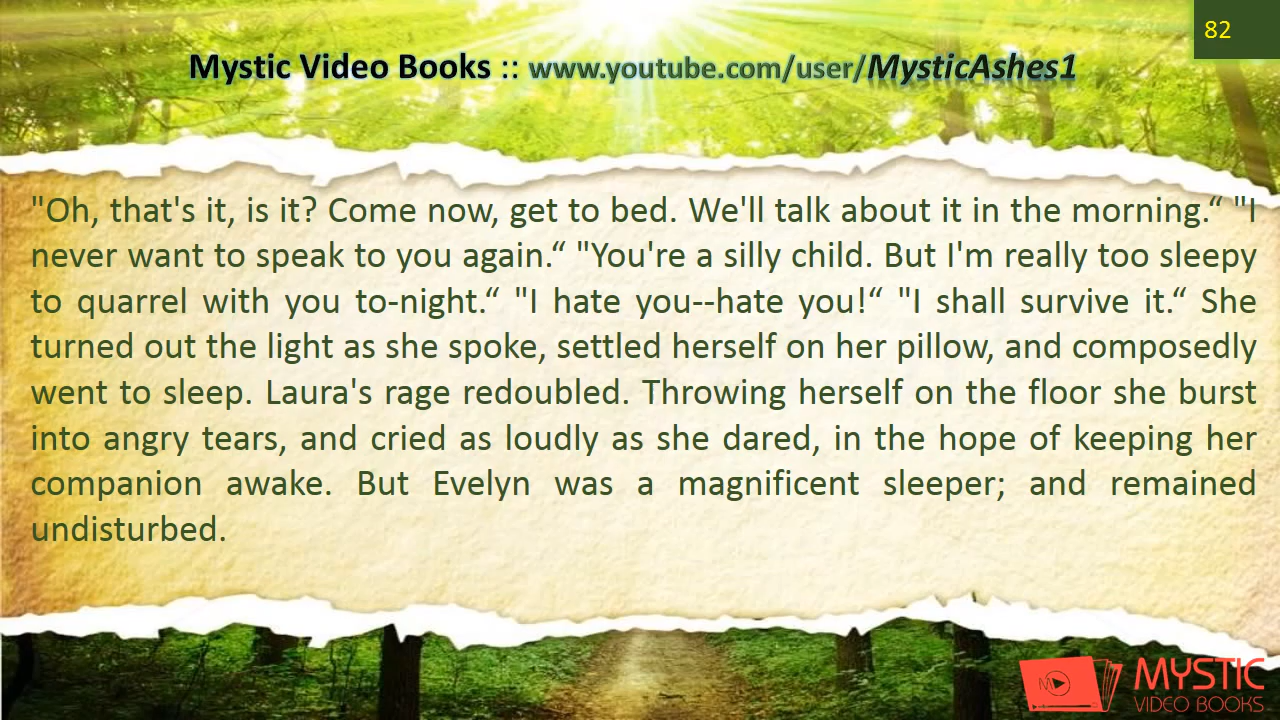 82
Mystic Video Books :: www.youtube.com/user/MysticAshes1
"Oh, that's it, is it? Come now, get to bed. We'll talk about it in the morning.“ "I
never want to speak to you again.“ "You're a silly child. But I'm really too sleepy
to quarrel with you to-night.“ "I hate you--hate you!“ "I shall survive it.“ She
turned out the light as she spoke, settled herself on her pillow, and composedly
went to sleep. Laura's rage redoubled. Throwing herself on the floor she burst
into angry tears, and cried as loudly as she dared, in the hope of keeping her
companion awake. But Evelyn was a magnificent sleeper; and remained
undisturbed.
MYSTIC
VIDEO BOOKS